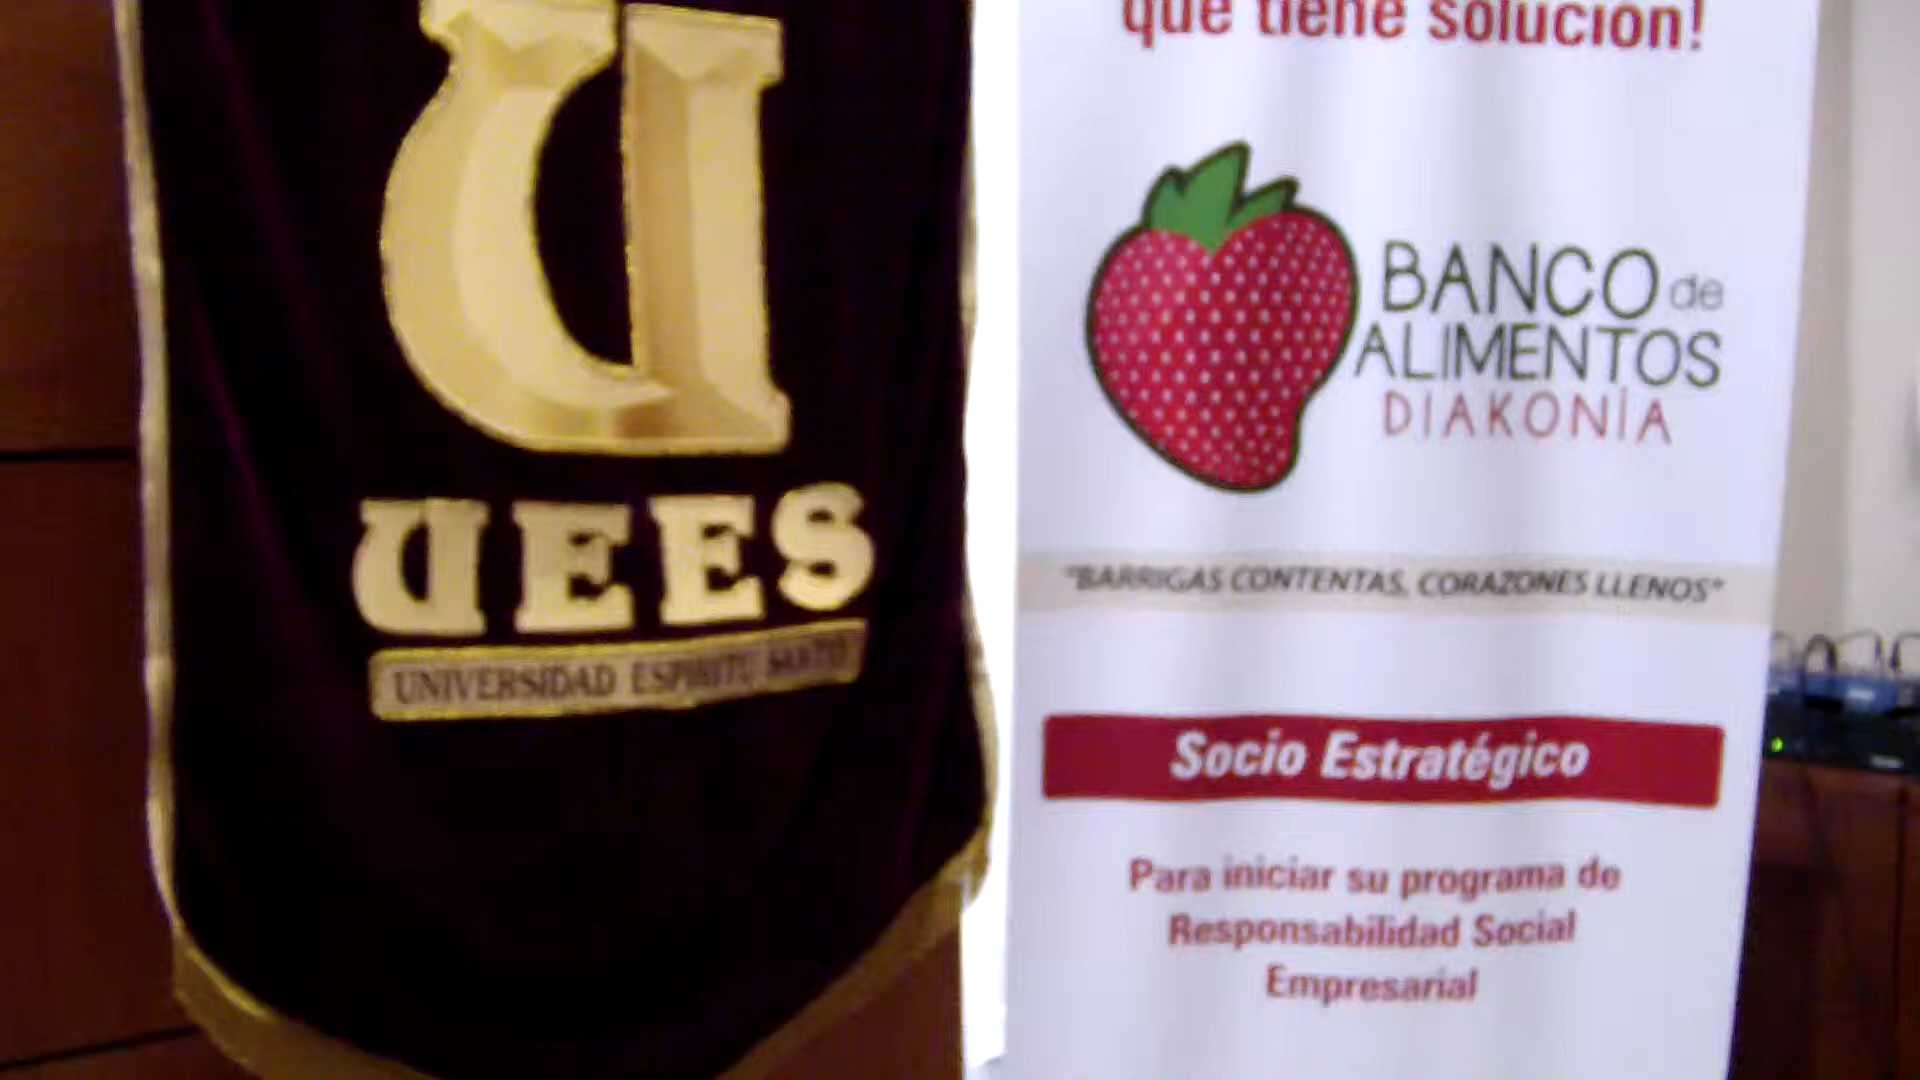 U
UEES
UNIVERSIDAD ESPIRITU SANTO
que tiene solución!
BANCO de
ALIMENTOS
DIAKONÍA
"BARRIGAS CONTENTAS, CORAZONES LLENOS"
Socio Estratégico
Para iniciar su programa de
Responsabilidad Social
Empresarial